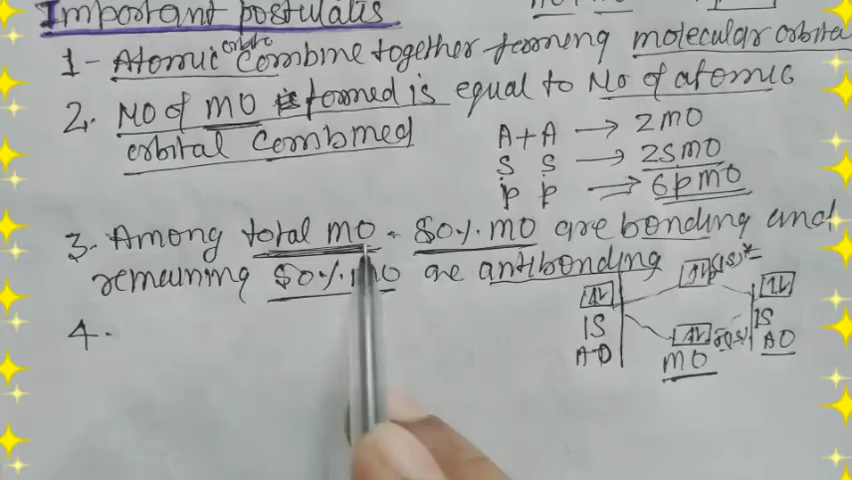 Important postulates
1- Atomic orbitc Combine together forming molecular orbita
2. No of MO formed is equal to No of atomic
orbital Combined
A + A → 2MO
S S → 2SMO
p p ⇒ 6pMO
3. Among total MO - 50%. MO are bonding and
remaining 50%. MO are antibonding
4.
1S
AO
MO
1S
AO